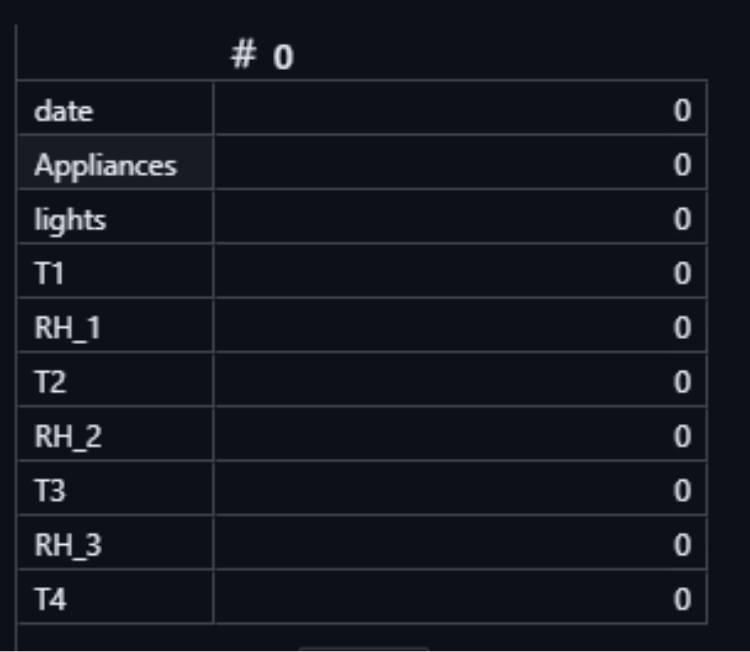 # 0
date 0
Appliances 0
lights 0
T1 0
RH_1 0
T2 0
RH_2 0
T3 0
RH_3 0
T4 0